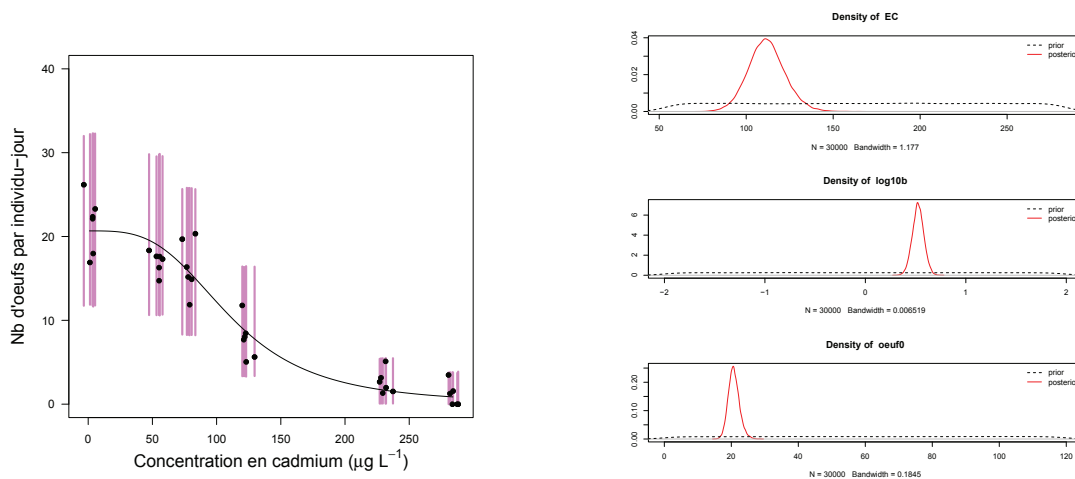 Nb d'oeufs par individu−jour
40
30
20
10
0
0 50 100 150 200 250
Concentration en cadmium (μg L−1)
Density of EC
0.04
0.02
0.00
prior
posterior
50 100 150 200 250
N = 30000 Bandwidth = 1.177
Density of log10b
6
4
2
0
prior
posterior
−2 −1 0 1 2
N = 30000 Bandwidth = 0.006519
Density of oeuf0
0.20
0.10
0.00
prior
posterior
0 20 40 60 80 100 120
N = 30000 Bandwidth = 0.1845